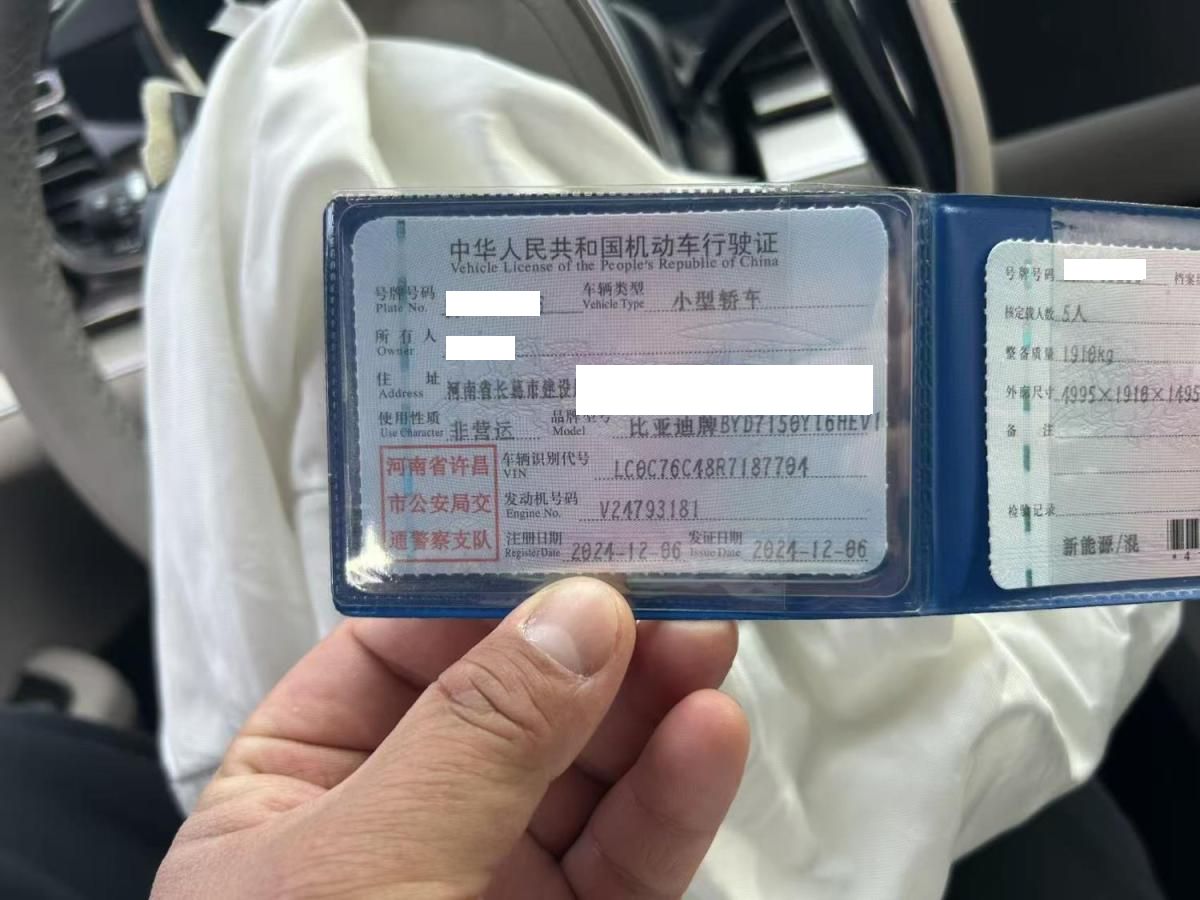 中华人民共和国机动车行驶证
Vehicle License of the People's Republic of China
号牌号码
Plate No.
车辆类型 小型轿车
Vehicle Type
所有人
Owner
住址 河南省长葛市建设
Address
使用性质 非营运
Use Character
品牌型号 比亚迪牌BYD7150YT6HEV1
Model
河南省许昌
市公安局交
通警察支队
车辆识别代号 LC0C76C48R7187704
VIN
发动机号码 V24793181
Engine No.
注册日期 2024-12-06
Register Date
发证日期 2024-12-06
Issue Date
号牌号码
档案
核定载人数 5人
整备质量 1910kg
外廓尺寸 4995×1910×1495
备注
检验记录
新能源/混
*4